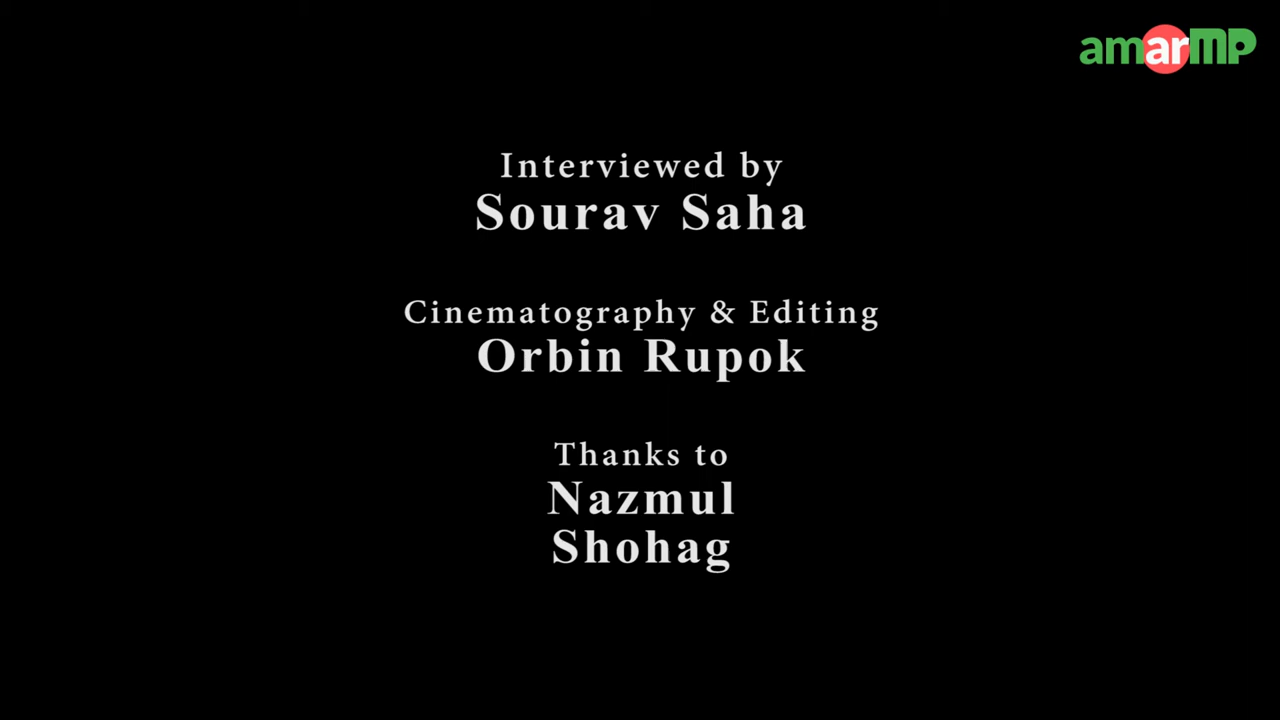 amarMP
Interviewed by
Sourav Saha
Cinematography & Editing
Orbin Rupok
Thanks to
Nazmul
Shohag